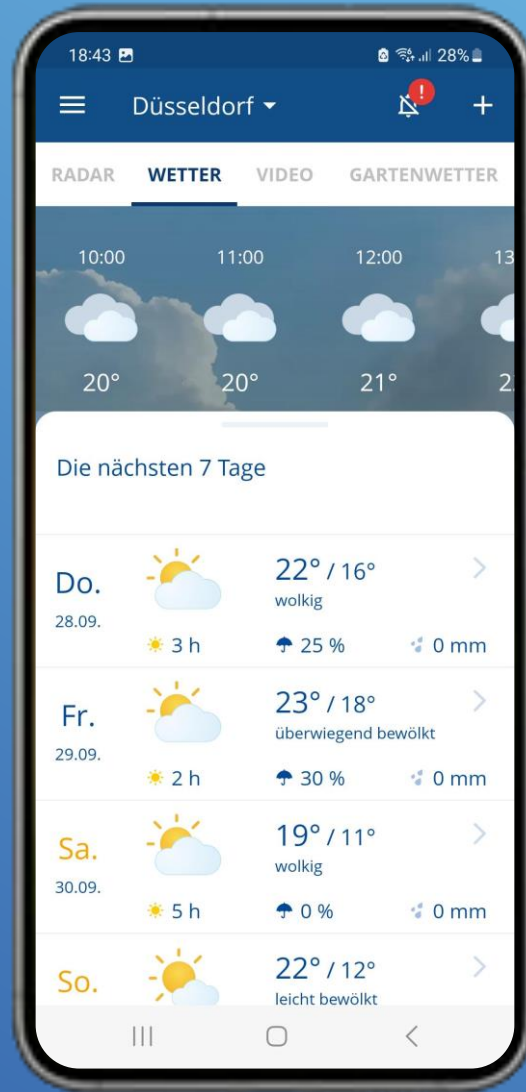 18:43 28%
Düsseldorf
RADAR WETTER VIDEO GARTENWETTER
10:00 11:00 12:00 13
20° 20° 21° 2
Die nächsten 7 Tage
Do.
28.09.
22° / 16°
wolkig
3 h 25 % 0 mm
Fr.
29.09.
23° / 18°
überwiegend bewölkt
2 h 30 % 0 mm
Sa.
30.09.
19° / 11°
wolkig
5 h 0 % 0 mm
So.
22° / 12°
leicht bewölkt